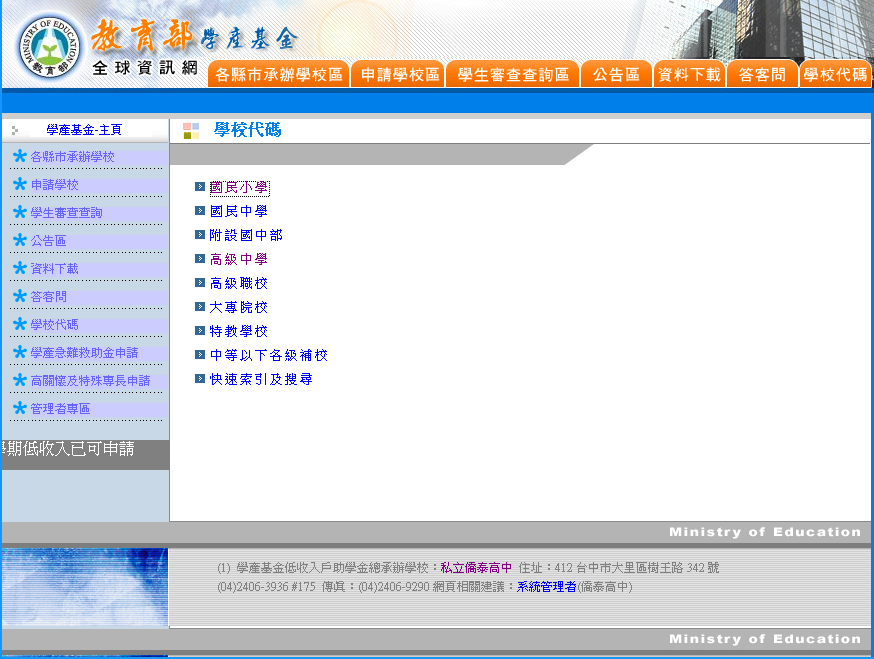 MINISTRY OF EDUCATION
教育部
教育部學產基金
全球資訊網
各縣市承辦學校區 申請學校區 學生審查查詢區 公告區 資料下載 答客問 學校代碼
學產基金-主頁
各縣市承辦學校
申請學校
學生審查查詢
公告區
資料下載
答客問
學校代碼
學產急難救助金申請
高關懷及特殊專長申請
管理者專區
期低收入已可申請
學校代碼
國民小學
國民中學
附設國中部
高級中學
高級職校
大專院校
特教學校
中等以下各級補校
快速索引及搜尋
Ministry of Education
(1) 學產基金低收入戶助學金總承辦學校：私立僑泰高中 住址：412 台中市大里區樹王路 342 號
(04)2406-3936 #175 傳真：(04)2406-9290 網頁相關建議：系統管理者(僑泰高中)
Ministry of Education